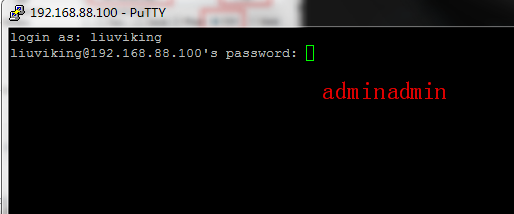 192.168.88.100 - PuTTY
login as: liuviking
liuviking@192.168.88.100's password:
adminadmin